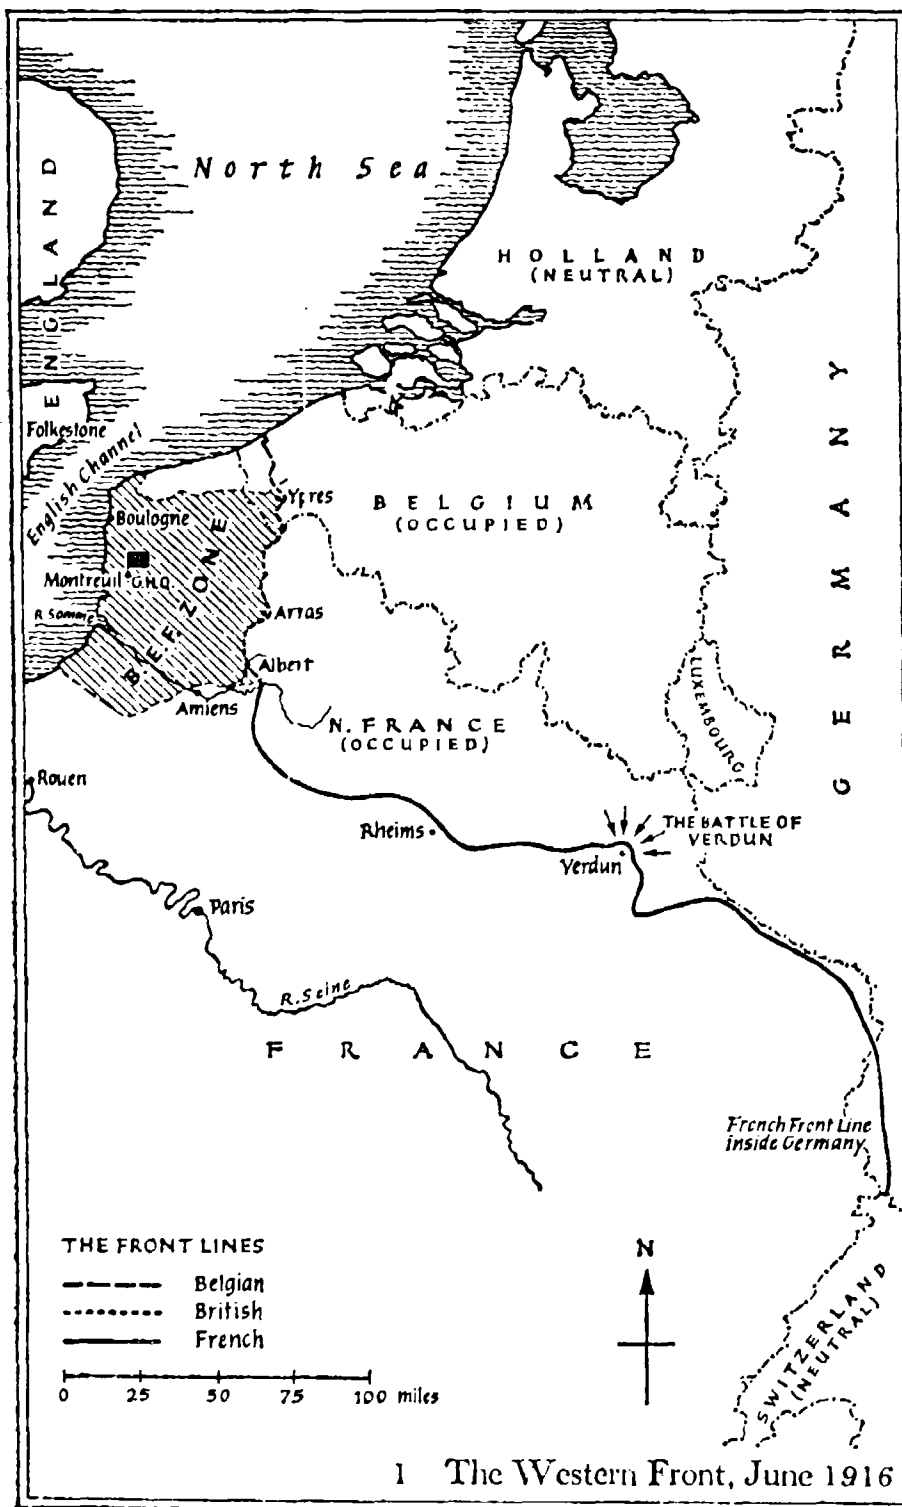 North Sea
ENGLAND
HOLLAND
(NEUTRAL)
GERMANY
Folkestone
English Channel
Ypres
BELGIUM
(OCCUPIED)
Boulogne
B.E.F. ZONE
Montreuil G.H.Q.
R Somme
Arras
Albert
LUXEMBOURG
Amiens
N. FRANCE
(OCCUPIED)
Rouen
Rheims
THE BATTLE OF
VERDUN
Verdun
Paris
R. Seine
FRANCE
French Front Line
inside Germany
THE FRONT LINES
Belgian
British
French
0 25 50 75 100 miles
N
SWITZERLAND
(NEUTRAL)
1 The Western Front, June 1916